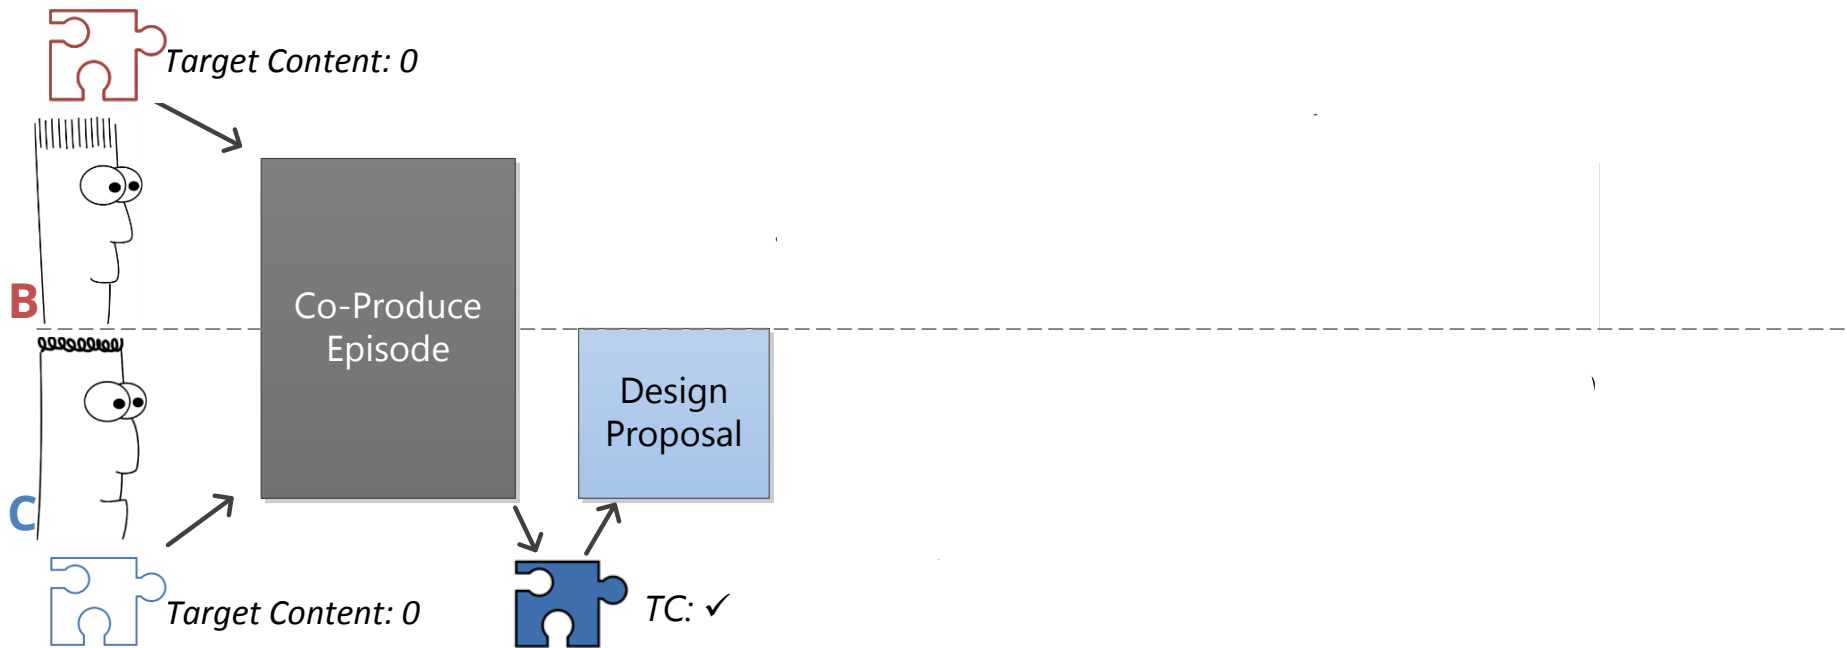 Target Content: 0
B
Co-Produce
Episode
Design
Proposal
C
Target Content: 0
TC: ✓